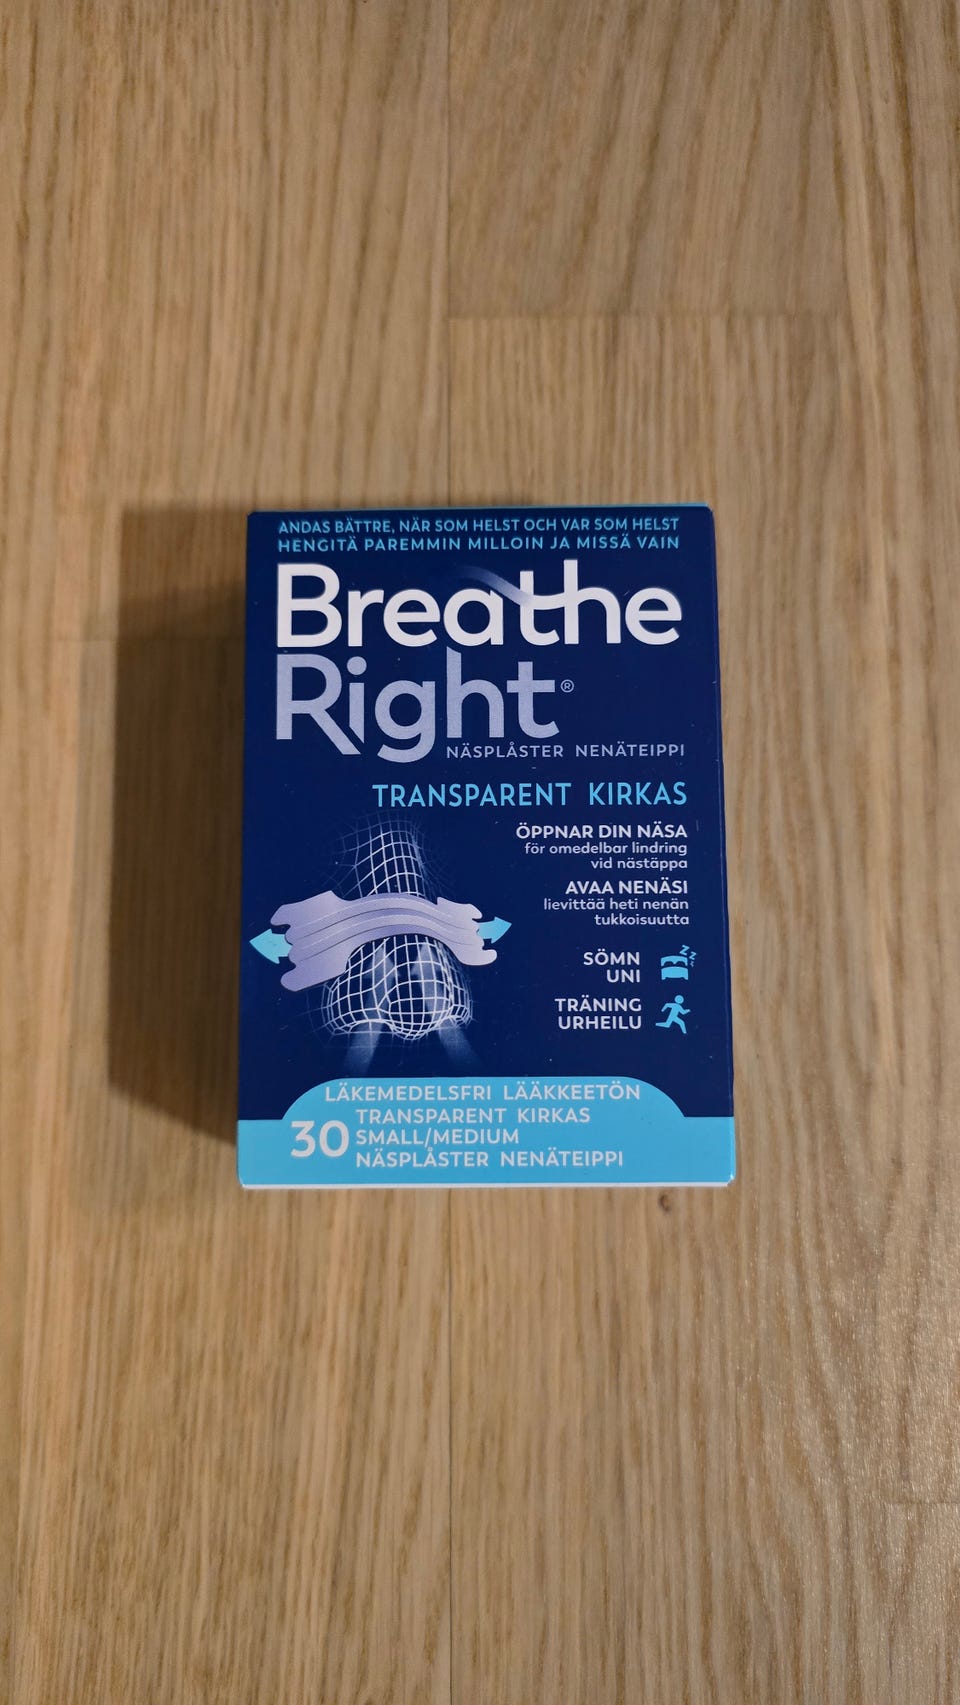 ANDAS BÄTTRE, NÄR SOM HELST OCH VAR SOM HELST
HENGITÄ PAREMMIN MILLOIN JA MISSÄ VAIN
Breathe
Right®
NÄSPLÅSTER NENÄTEIPPI
TRANSPARENT KIRKAS
ÖPPNAR DIN NÄSA
för omedelbar lindring
vid nästäppa
AVAA NENÄSI
lievittää heti nenän
tukkoisuutta
SÖMN
UNI
TRÄNING
URHEILU
LÄKEMEDELSFRI LÄÄKKEETÖN
30 TRANSPARENT KIRKAS
SMALL/MEDIUM
NÄSPLÅSTER NENÄTEIPPI